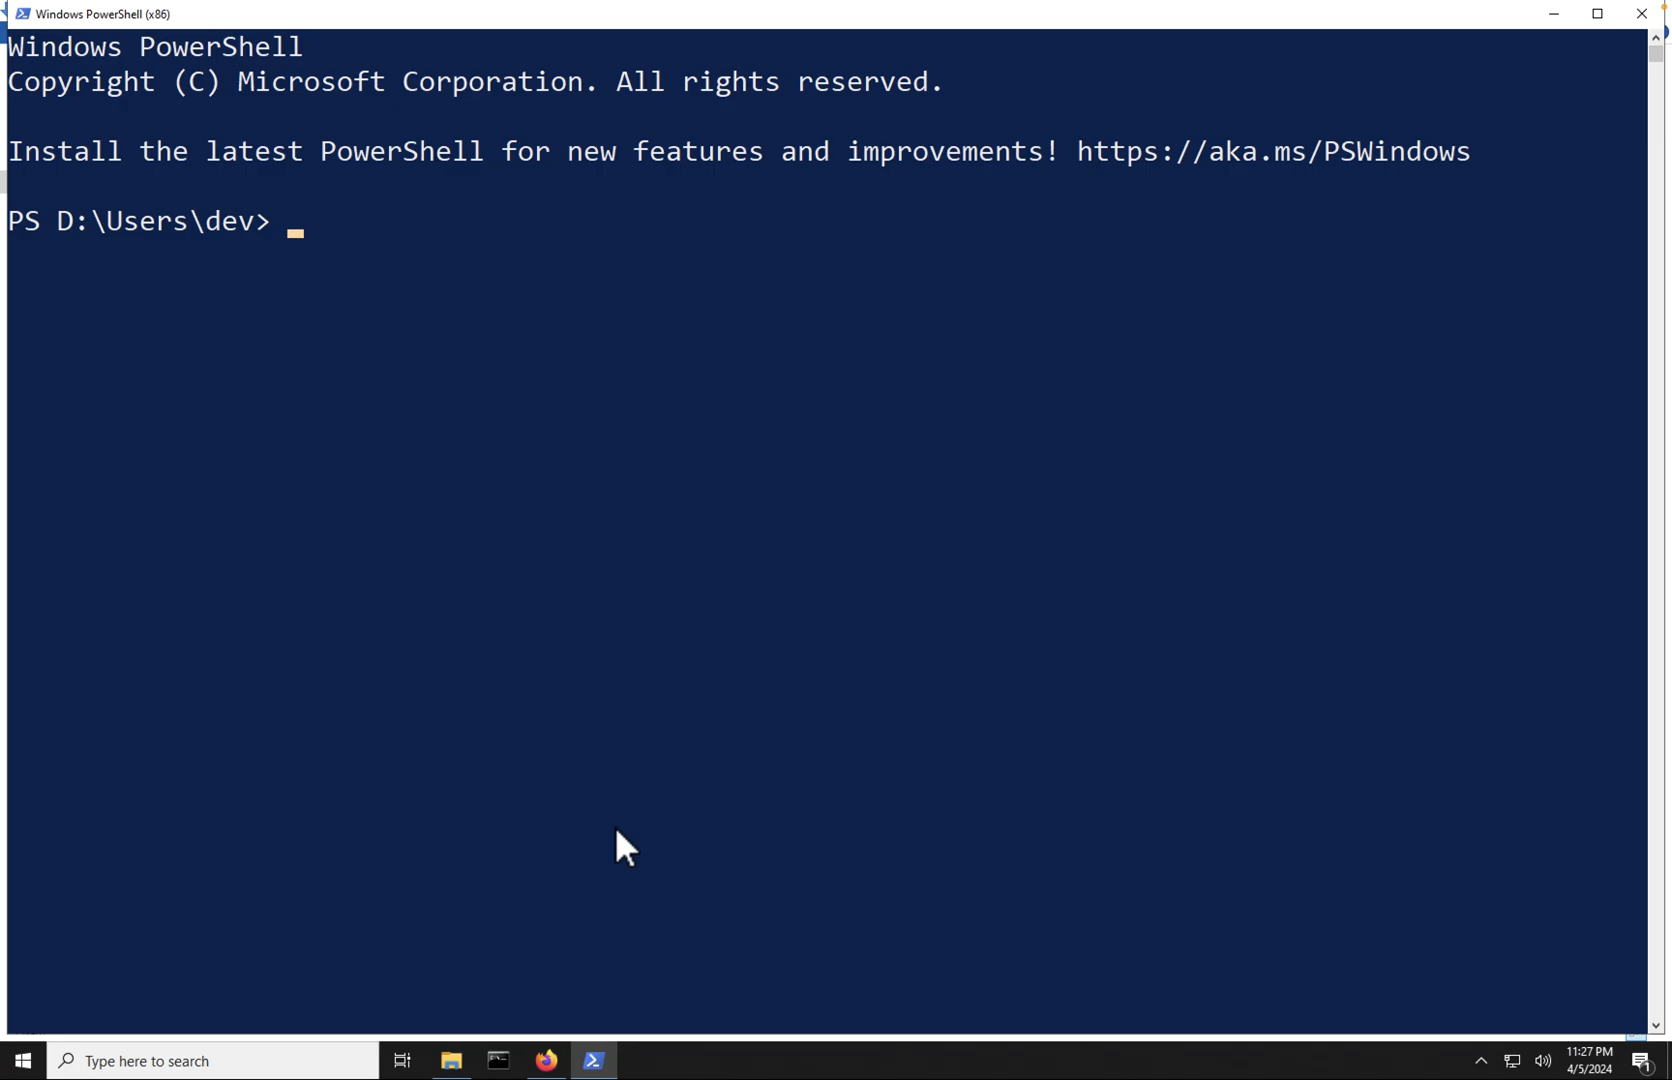 Windows PowerShell (x86)
Windows PowerShell
Copyright (C) Microsoft Corporation. All rights reserved.
Install the latest PowerShell for new features and improvements! https://aka.ms/PSWindows
PS D:\Users\dev>
Type here to search
11:27 PM
4/5/2024
1